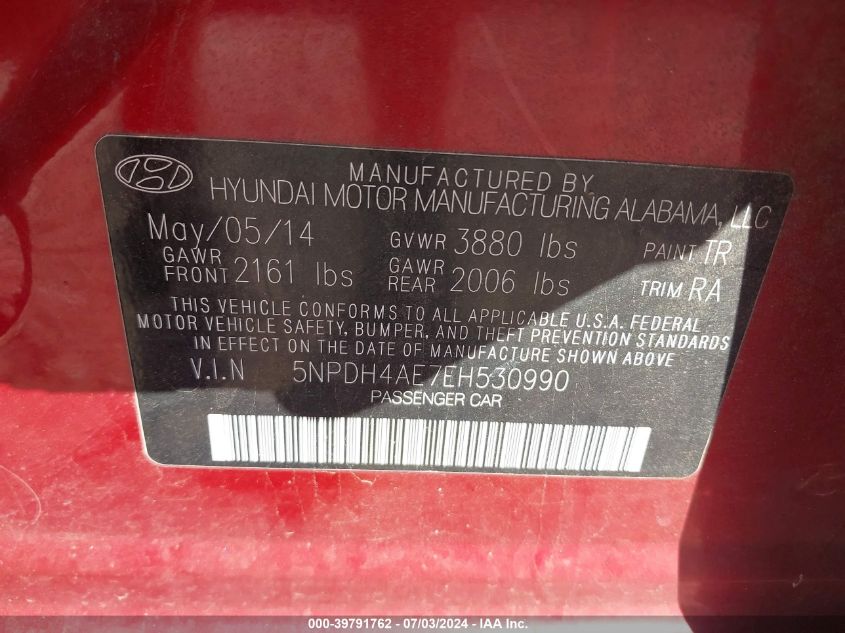 MANUFACTURED BY
HYUNDAI MOTOR MANUFACTURING ALABAMA, LLC
May/05/14 GVWR 3880 lbs PAINT TR
GAWR FRONT 2161 lbs GAWR REAR 2006 lbs TRIM RA
THIS VEHICLE CONFORMS TO ALL APPLICABLE U.S.A. FEDERAL
MOTOR VEHICLE SAFETY, BUMPER, AND THEFT PREVENTION STANDARDS
IN EFFECT ON THE DATE OF MANUFACTURE SHOWN ABOVE
V.I.N 5NPDH4AE7EH530990
PASSENGER CAR
000-39791762 - 07/03/2024 - IAA Inc.